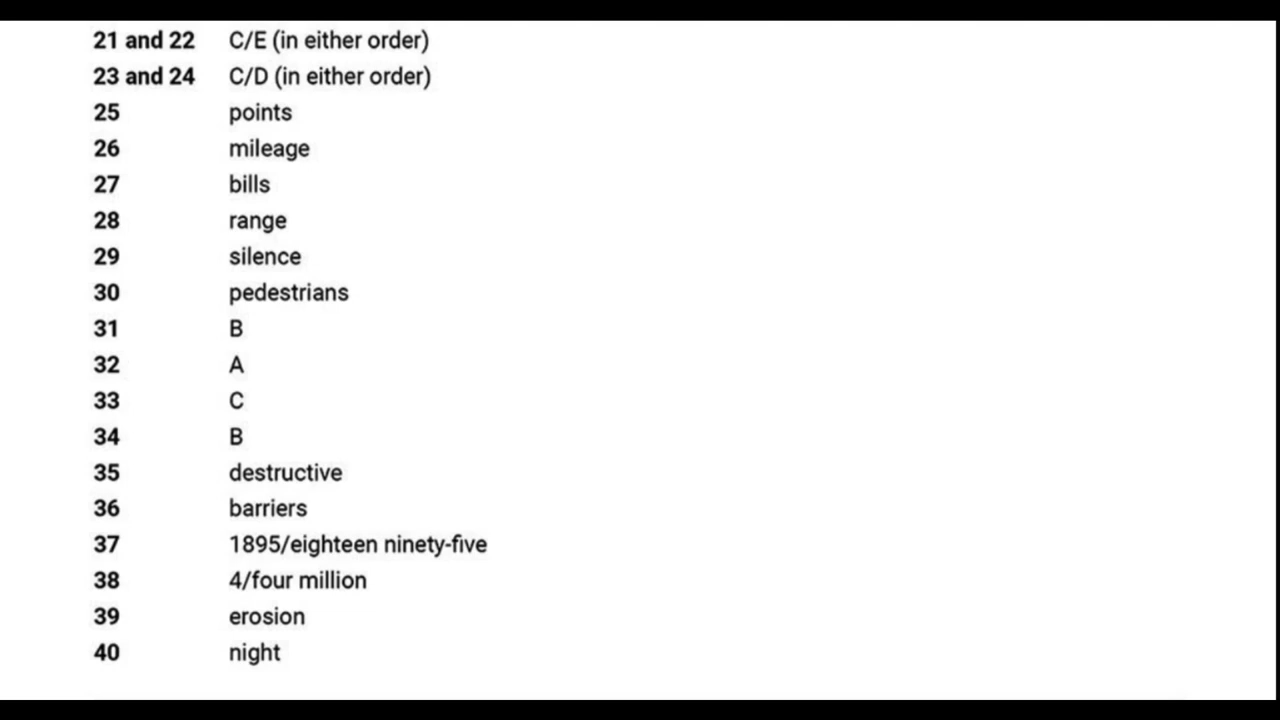 21 and 22 C/E (in either order)
23 and 24 C/D (in either order)
25 points
26 mileage
27 bills
28 range
29 silence
30 pedestrians
31 B
32 A
33 C
34 B
35 destructive
36 barriers
37 1895/eighteen ninety-five
38 4/four million
39 erosion
40 night